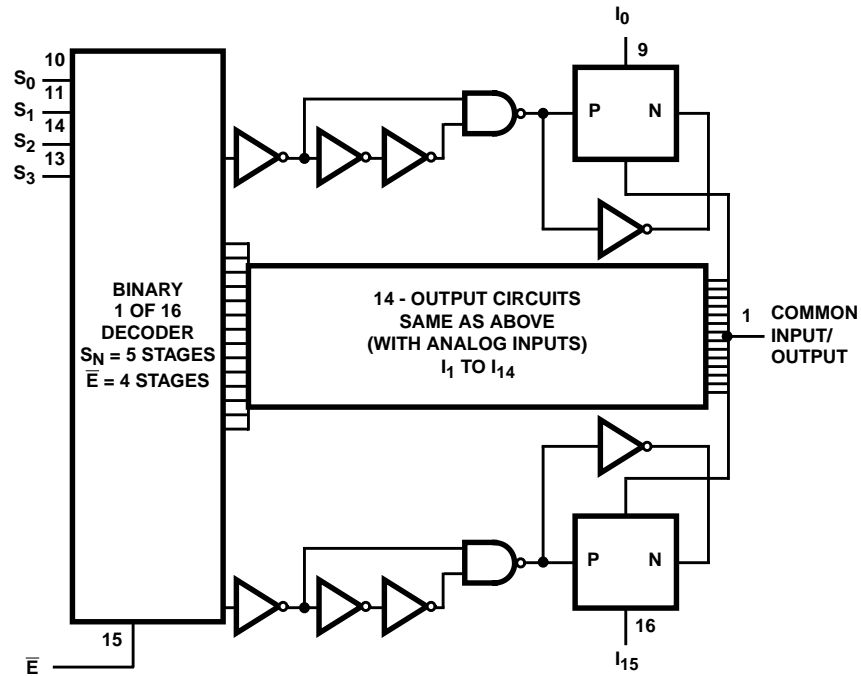 I0
9
10
S0
11
S1
14
S2
13
S3
P N
BINARY
1 OF 16
DECODER
SN = 5 STAGES
E̅ = 4 STAGES
14 - OUTPUT CIRCUITS
SAME AS ABOVE
(WITH ANALOG INPUTS)
I1 TO I14
1
COMMON
INPUT/
OUTPUT
P N
15
16
E̅
I15